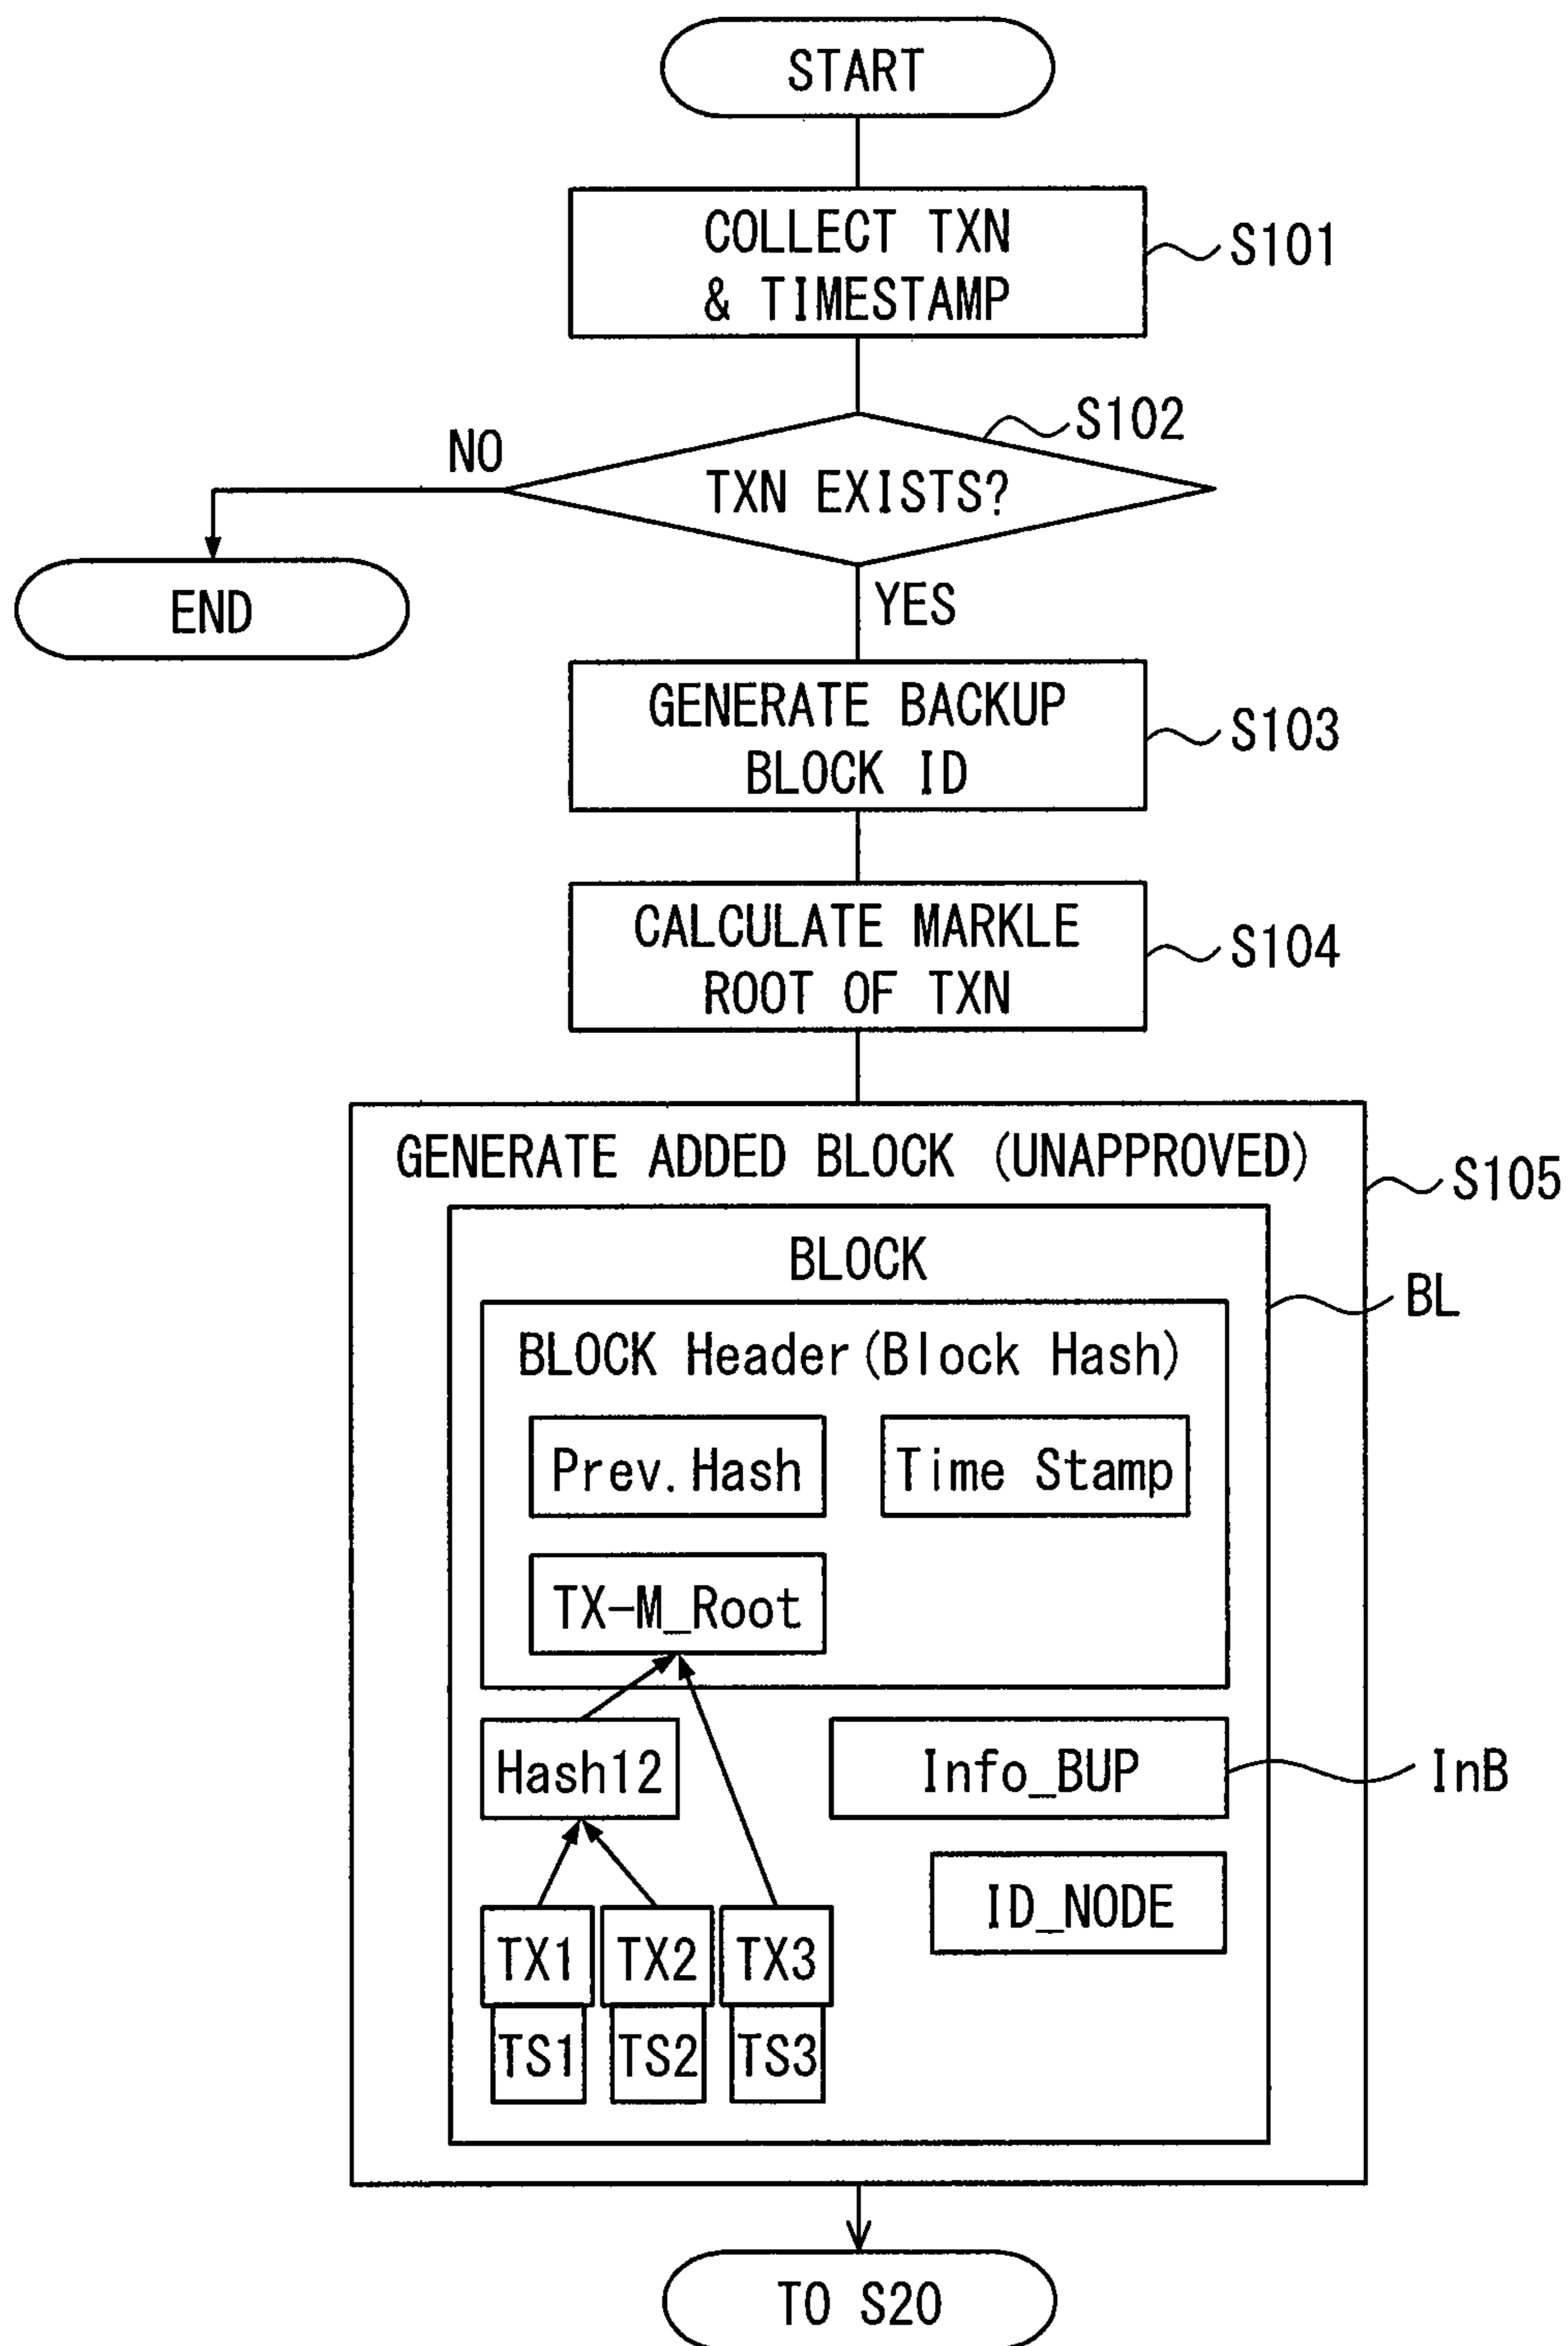 START
COLLECT TXN
& TIMESTAMP
S101
S102
NO
TXN EXISTS?
END
YES
GENERATE BACKUP
BLOCK ID
S103
CALCULATE MARKLE
ROOT OF TXN
S104
GENERATE ADDED BLOCK (UNAPPROVED)
S105
BLOCK
BL
BLOCK Header (Block Hash)
Prev. Hash
Time Stamp
TX-M_Root
Hash12
Info_BUP
InB
ID_NODE
TX1
TX2
TX3
TS1
TS2
TS3
TO S20